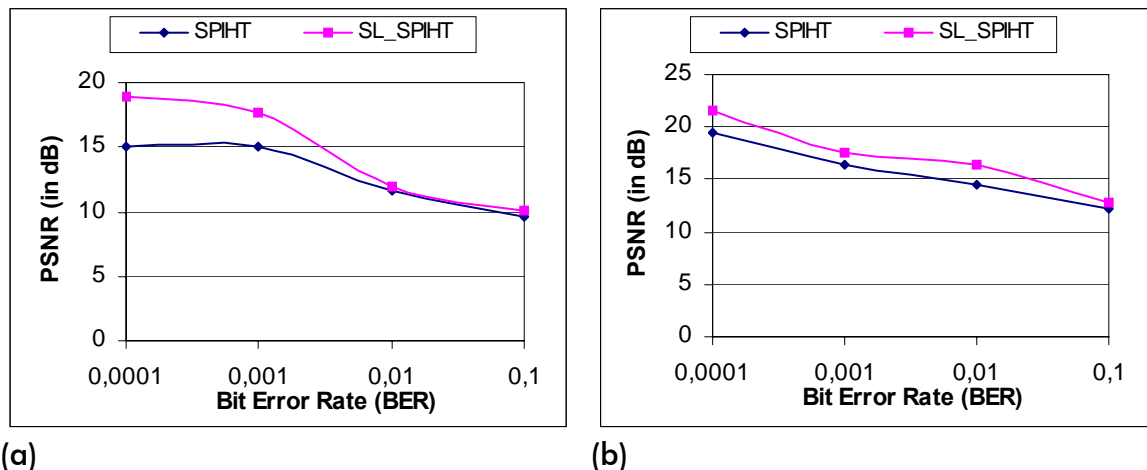 SPIHT SL_SPIHT
20
15
10
5
0
PSNR (in dB)
0,0001 0,001 0,01 0,1
Bit Error Rate (BER)
(a)
SPIHT SL_SPIHT
25
20
15
10
5
0
PSNR (in dB)
0,0001 0,001 0,01 0,1
Bit Error Rate (BER)
(b)